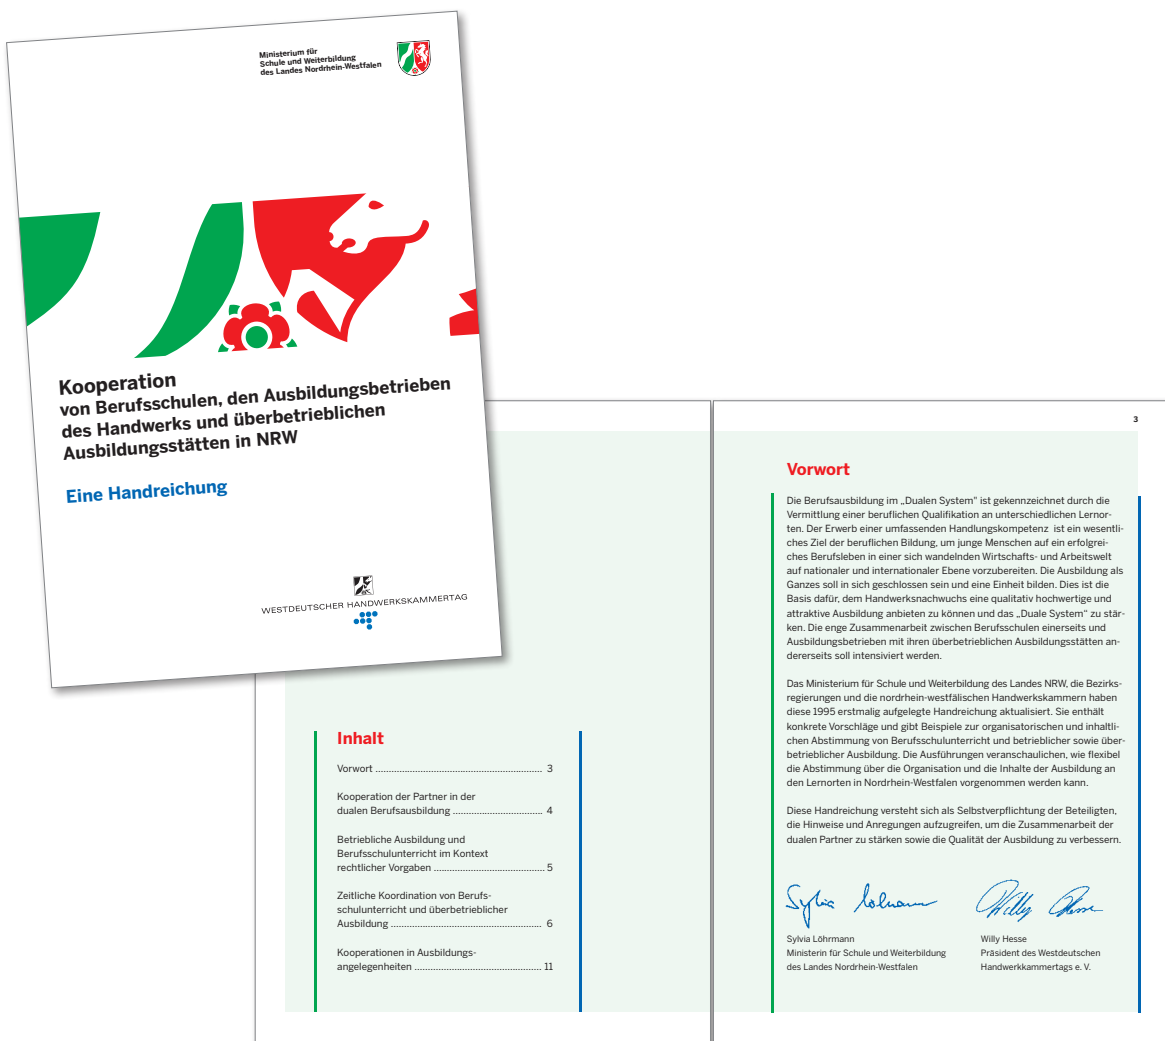 Ministerium für
Schule und Weiterbildung
des Landes Nordrhein-Westfalen
Kooperation
von Berufsschulen, den Ausbildungsbetrieben
des Handwerks und überbetrieblichen
Ausbildungsstätten in NRW
Eine Handreichung
WESTDEUTSCHER HANDWERKSKAMMERTAG
Inhalt
Vorwort ............................................................ 3
Kooperation der Partner in der
dualen Berufsausbildung ................................ 4
Betriebliche Ausbildung und
Berufsschulunterricht im Kontext
rechtlicher Vorgaben ........................................ 5
Zeitliche Koordination von Berufs-
schulunterricht und überbetrieblicher
Ausbildung ...................................................... 6
Kooperationen in Ausbildungs-
angelegenheiten .............................................. 11
3
Vorwort
Die Berufsausbildung im „Dualen System“ ist gekennzeichnet durch die
Vermittlung einer beruflichen Qualifikation an unterschiedlichen Lernor-
ten. Der Erwerb einer umfassenden Handlungskompetenz ist ein wesentli-
ches Ziel der beruflichen Bildung, um junge Menschen auf ein erfolgrei-
ches Berufsleben in einer sich wandelnden Wirtschafts- und Arbeitswelt
auf nationaler und internationaler Ebene vorzubereiten. Die Ausbildung als
Ganzes soll in sich geschlossen sein und eine Einheit bilden. Dies ist die
Basis dafür, dem Handwerksnachwuchs eine qualitativ hochwertige und
attraktive Ausbildung anbieten zu können und das „Duale System“ zu stär-
ken. Die enge Zusammenarbeit zwischen Berufsschulen einerseits und
Ausbildungsbetrieben mit ihren überbetrieblichen Ausbildungsstätten an-
dererseits soll intensiviert werden.
Das Ministerium für Schule und Weiterbildung des Landes NRW, die Bezirks-
regierungen und die nordrhein-westfälischen Handwerkskammern haben
diese 1995 erstmalig aufgelegte Handreichung aktualisiert. Sie enthält
konkrete Vorschläge und gibt Beispiele zur organisatorischen und inhaltli-
chen Abstimmung von Berufsschulunterricht und betrieblicher sowie über-
betrieblicher Ausbildung. Die Ausführungen veranschaulichen, wie flexibel
die Abstimmung über die Organisation und die Inhalte der Ausbildung an
den Lernorten in Nordrhein-Westfalen vorgenommen werden kann.
Diese Handreichung versteht sich als Selbstverpflichtung der Beteiligten,
die Hinweise und Anregungen aufzugreifen, um die Zusammenarbeit der
dualen Partner zu stärken sowie die Qualität der Ausbildung zu verbessern.
Sylvia Löhrmann Willy Hesse
Sylvia Löhrmann
Ministerin für Schule und Weiterbildung
des Landes Nordrhein-Westfalen
Willy Hesse
Präsident des Westdeutschen
Handwerkkammertags e. V.